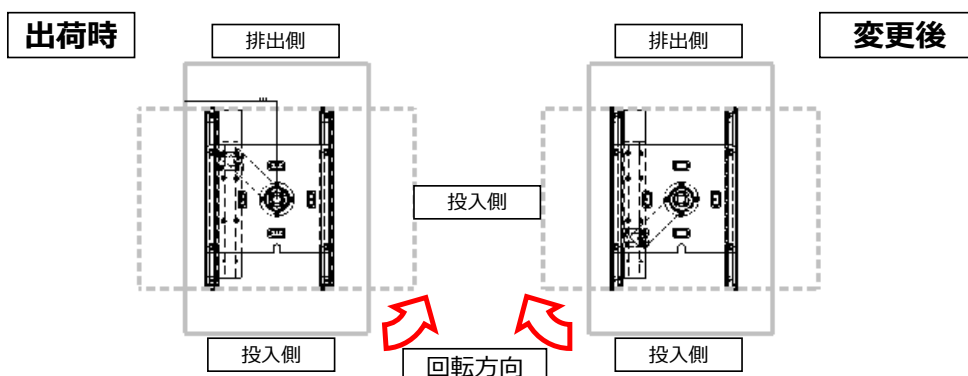 出荷時
排出側
排出側
変更後
投入側
投入側
回転方向
投入側